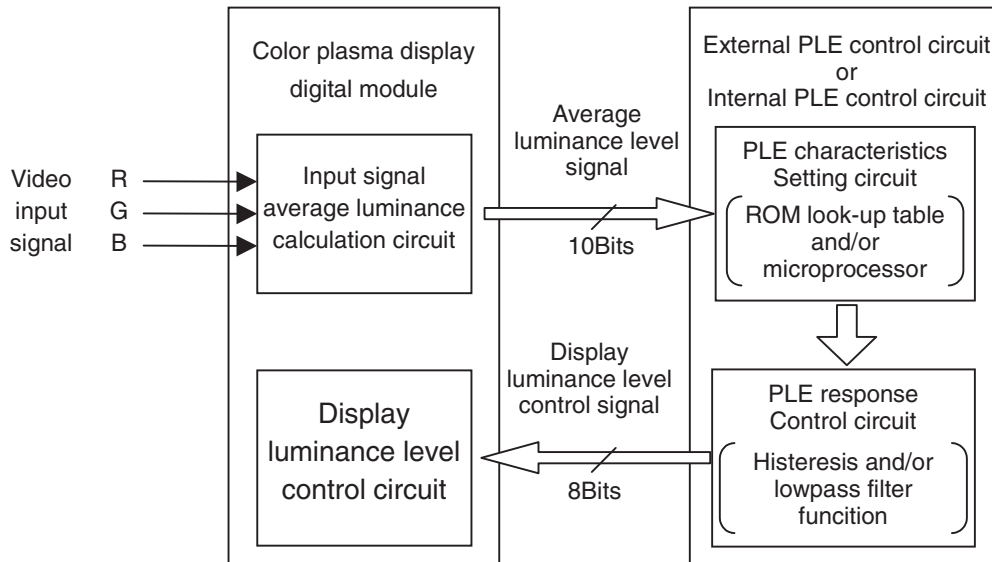 Color plasma display
digital module
Video R
input G
signal B
Input signal
average luminance
calculation circuit
Average
luminance level
signal
10Bits
External PLE control circuit
or
Internal PLE control circuit
PLE characteristics
Setting circuit
ROM look-up table
and/or
microprocessor
PLE response
Control circuit
Histeresis and/or
lowpass filter
funcition
Display
luminance level
control signal
8Bits
Display
luminance level
control circuit